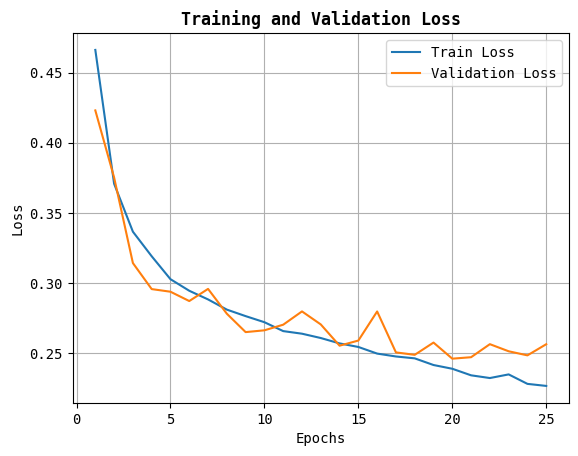 Training and Validation Loss
Train Loss
Validation Loss
0.45
0.40
0.35
0.30
0.25
Loss
0
5
10
15
20
25
Epochs